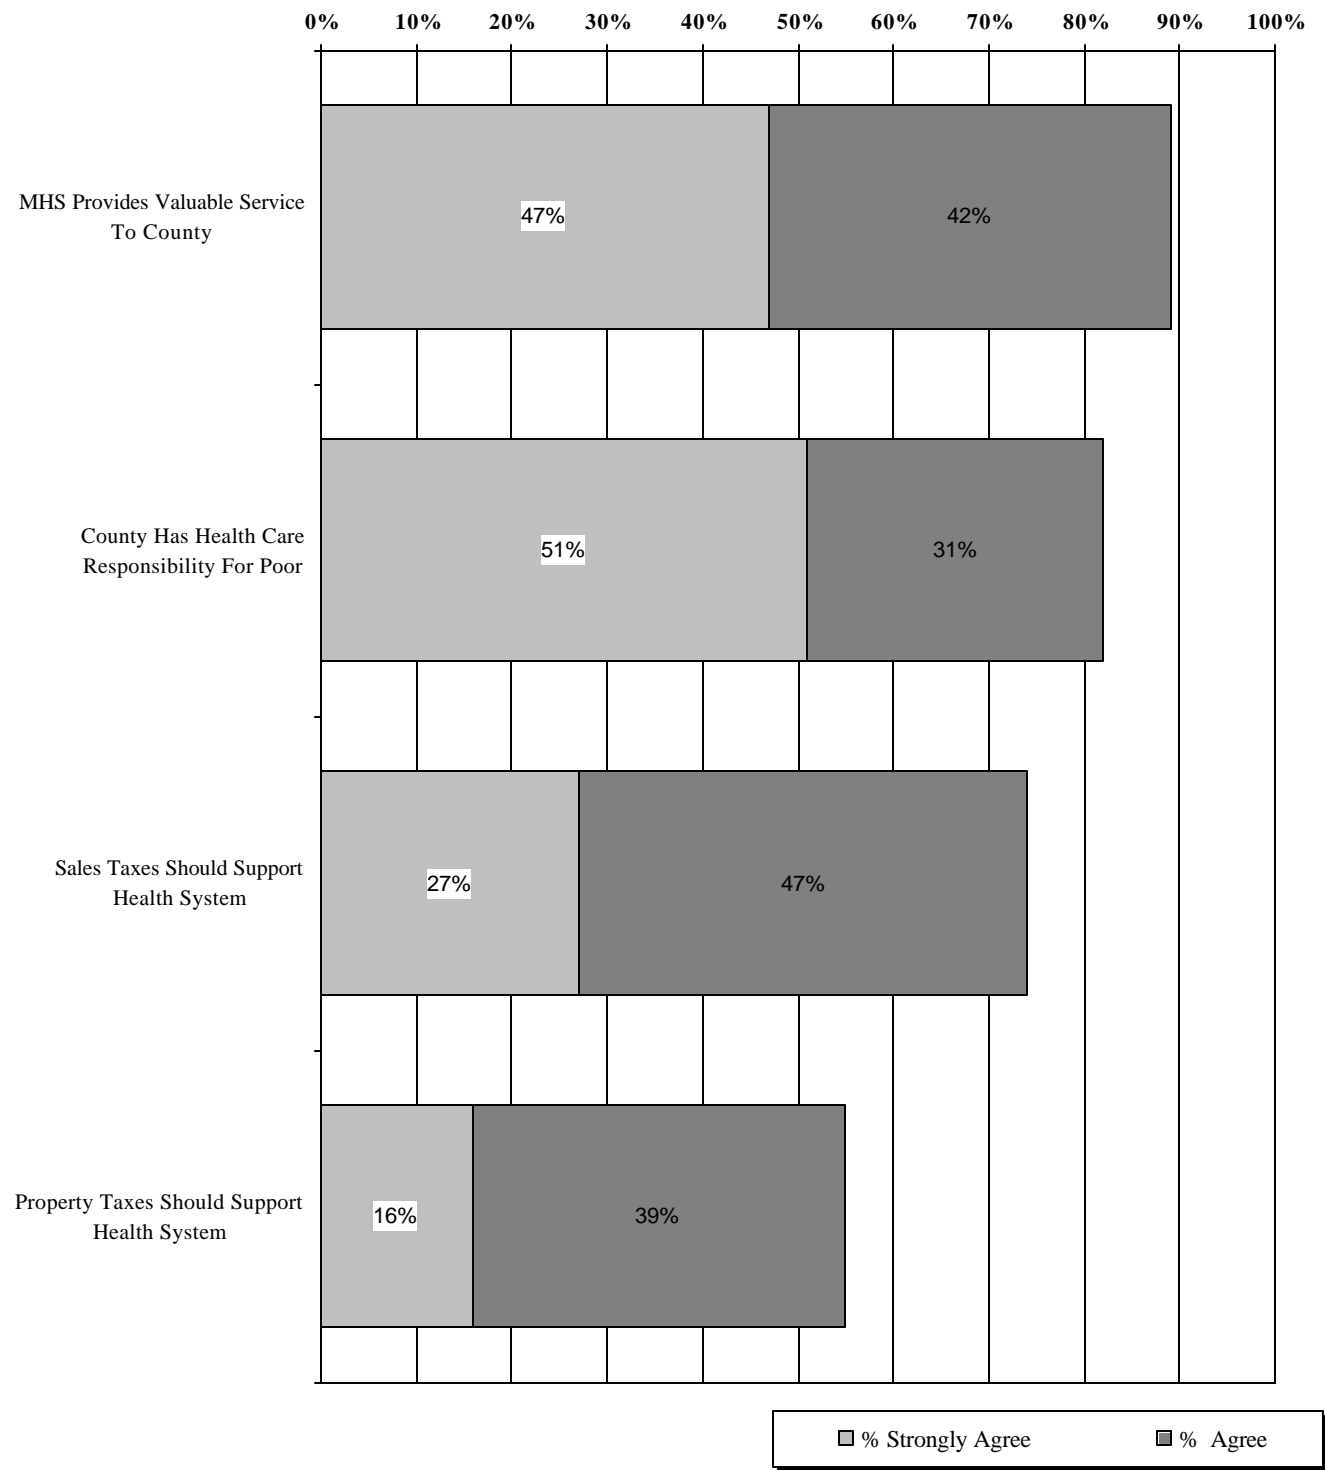 0% 10% 20% 30% 40% 50% 60% 70% 80% 90% 100%
MHS Provides Valuable Service
To County
47% 42%
County Has Health Care
Responsibility For Poor
51% 31%
Sales Taxes Should Support
Health System
27% 47%
Property Taxes Should Support
Health System
16% 39%
% Strongly Agree % Agree